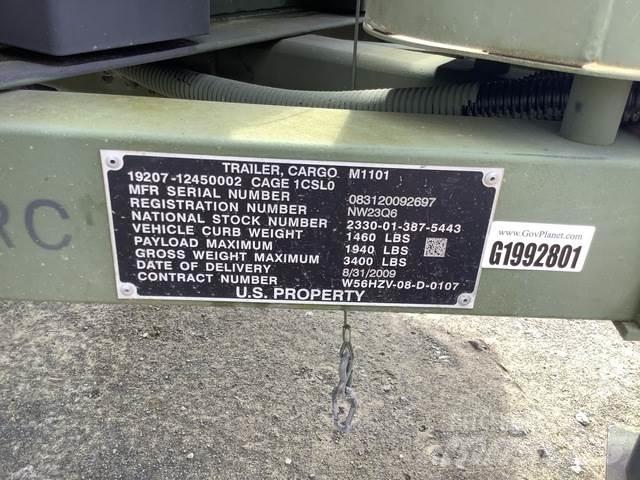 TRAILER, CARGO. M1101
19207-12450002 CAGE 1CSL0
MFR SERIAL NUMBER 083120092697
REGISTRATION NUMBER NW23Q6
NATIONAL STOCK NUMBER 2330-01-387-5443
VEHICLE CURB WEIGHT 1460 LBS
PAYLOAD MAXIMUM 1940 LBS
GROSS WEIGHT MAXIMUM 3400 LBS
DATE OF DELIVERY 8/31/2009
CONTRACT NUMBER W56HZV-08-D-0107
U.S. PROPERTY
www.GovPlanet.com
G1992801
RC